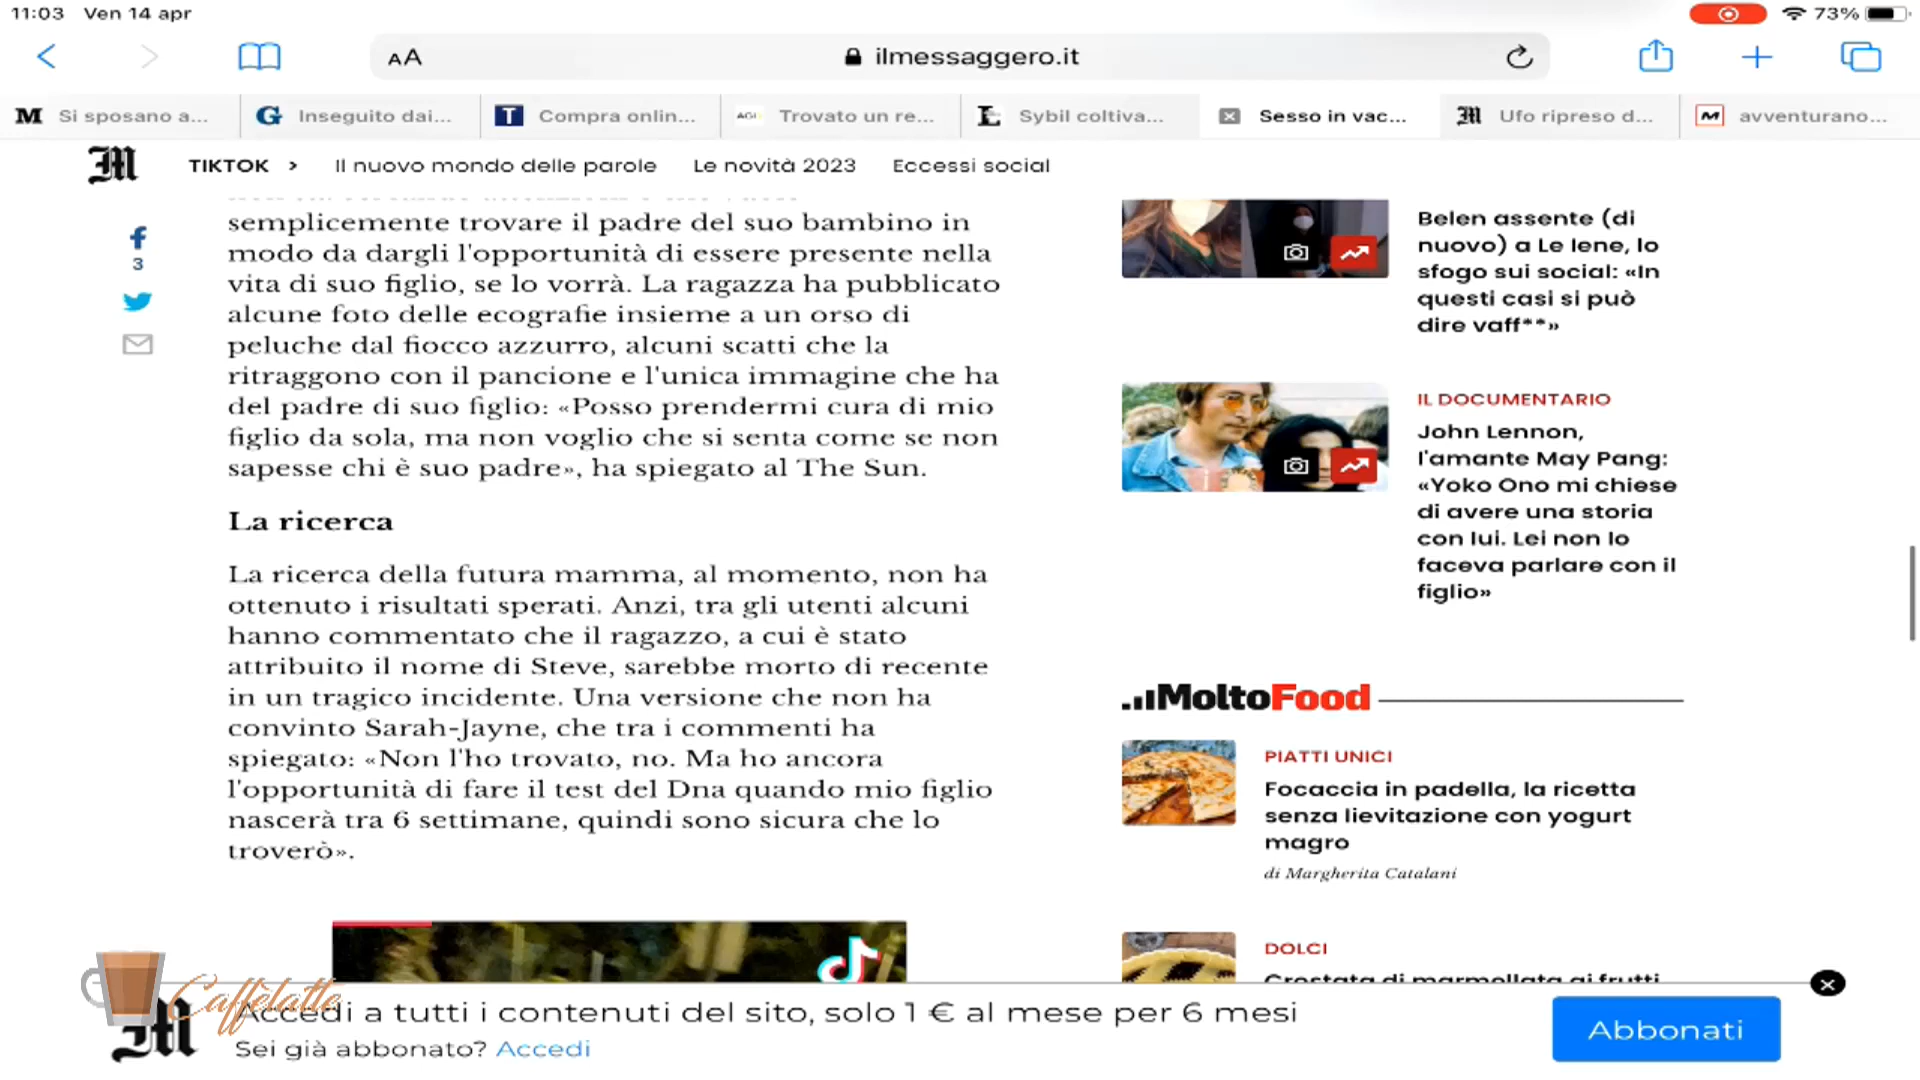 11:03 Ven 14 apr
73%
AA
ilmessaggero.it
Si sposano a...
Inseguito dai...
Compra onlin...
AGI
Trovato un re...
Sybil coltiva...
Sesso in vac...
Ufo ripreso d...
avventurano...
M
TIKTOK > Il nuovo mondo delle parole Le novità 2023 Eccessi social
3
semplicemente trovare il padre del suo bambino in
modo da dargli l'opportunità di essere presente nella
vita di suo figlio, se lo vorrà. La ragazza ha pubblicato
alcune foto delle ecografie insieme a un orso di
peluche dal fiocco azzurro, alcuni scatti che la
ritraggono con il pancione e l'unica immagine che ha
del padre di suo figlio: «Posso prendermi cura di mio
figlio da sola, ma non voglio che si senta come se non
sapesse chi è suo padre», ha spiegato al The Sun.
La ricerca
La ricerca della futura mamma, al momento, non ha
ottenuto i risultati sperati. Anzi, tra gli utenti alcuni
hanno commentato che il ragazzo, a cui è stato
attribuito il nome di Steve, sarebbe morto di recente
in un tragico incidente. Una versione che non ha
convinto Sarah-Jayne, che tra i commenti ha
spiegato: «Non l'ho trovato, no. Ma ho ancora
l'opportunità di fare il test del Dna quando mio figlio
nascerà tra 6 settimane, quindi sono sicura che lo
troverò».
Belen assente (di
nuovo) a Le Iene, lo
sfogo sui social: «In
questi casi si può
dire vaff**»
IL DOCUMENTARIO
John Lennon,
l'amante May Pang:
«Yoko Ono mi chiese
di avere una storia
con lui. Lei non lo
faceva parlare con il
figlio»
MoltoFood
PIATTI UNICI
Focaccia in padella, la ricetta
senza lievitazione con yogurt
magro
di Margherita Catalani
DOLCI
Crostata di marmellata ai frutti
Caffèlatte
M
Accedi a tutti i contenuti del sito, solo 1 € al mese per 6 mesi
Sei già abbonato? Accedi
Abbonati